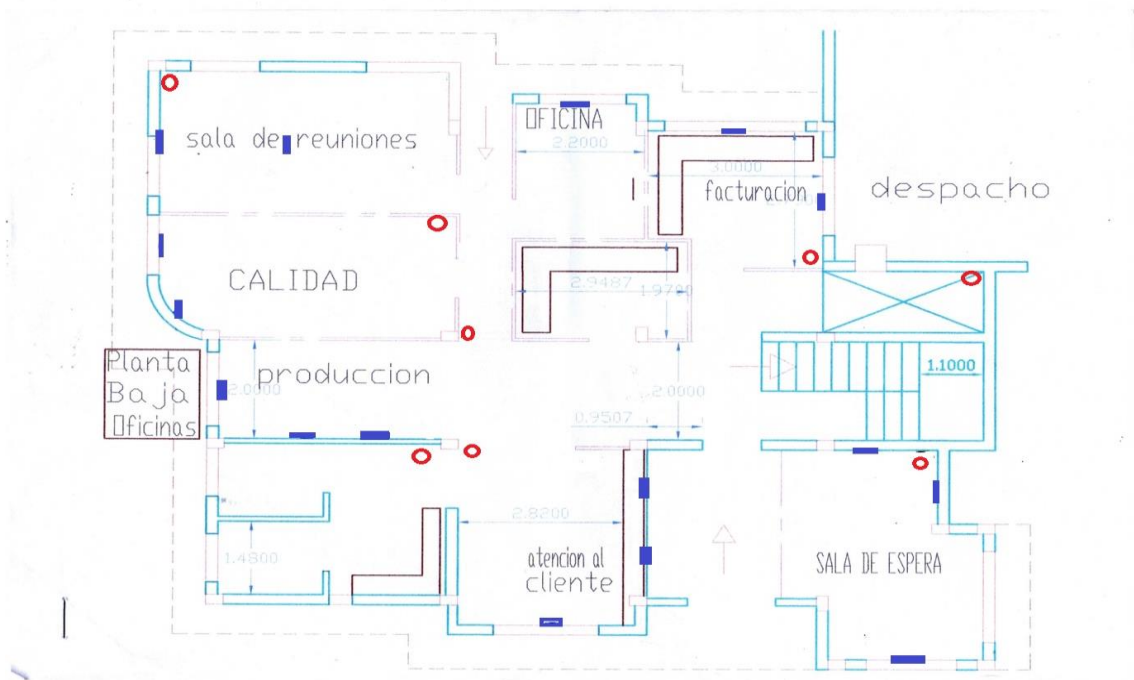 OFICINA
2.2000
sala de reuniones
3.0000
facturacion
despacho
CALIDAD
2.9487
1.9700
Planta
Baja
Oficinas
2.0000
produccion
2.0000
1.1000
0.9507
2.8200
1.4800
atencion al
cliente
SALA DE ESPERA